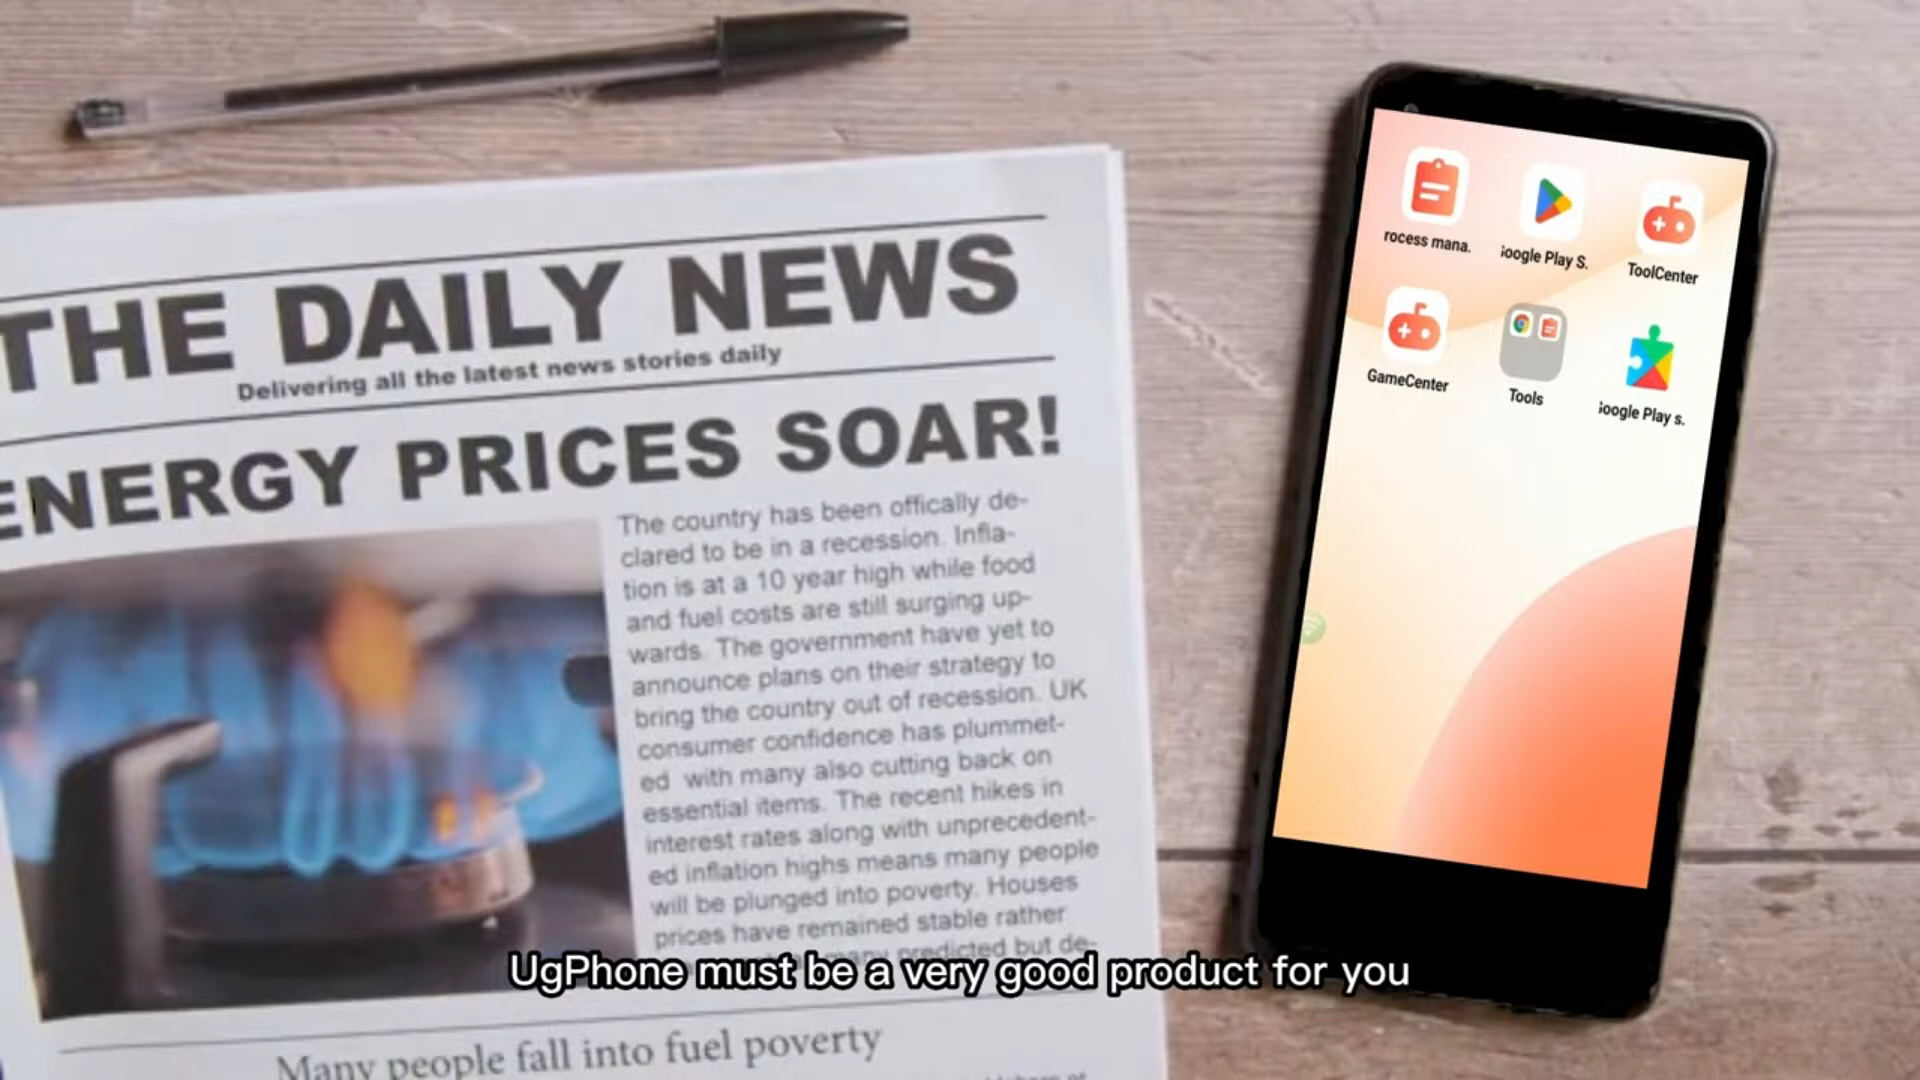 THE DAILY NEWS
Delivering all the latest news stories daily
ENERGY PRICES SOAR!
The country has been offically de-
clared to be in a recession. Infla-
tion is at a 10 year high while food
and fuel costs are still surging up-
wards. The government have yet to
announce plans on their strategy to
bring the country out of recession. UK
consumer confidence has plummet-
ed with many also cutting back on
essential items. The recent hikes in
interest rates along with unprecedent-
ed inflation highs means many people
will be plunged into poverty. Houses
prices have remained stable rather
many predicted but de-
Many people fall into fuel poverty
rocess mana.
oogle Play S.
ToolCenter
GameCenter
Tools
oogle Play s.
UgPhone must be a very good product for you